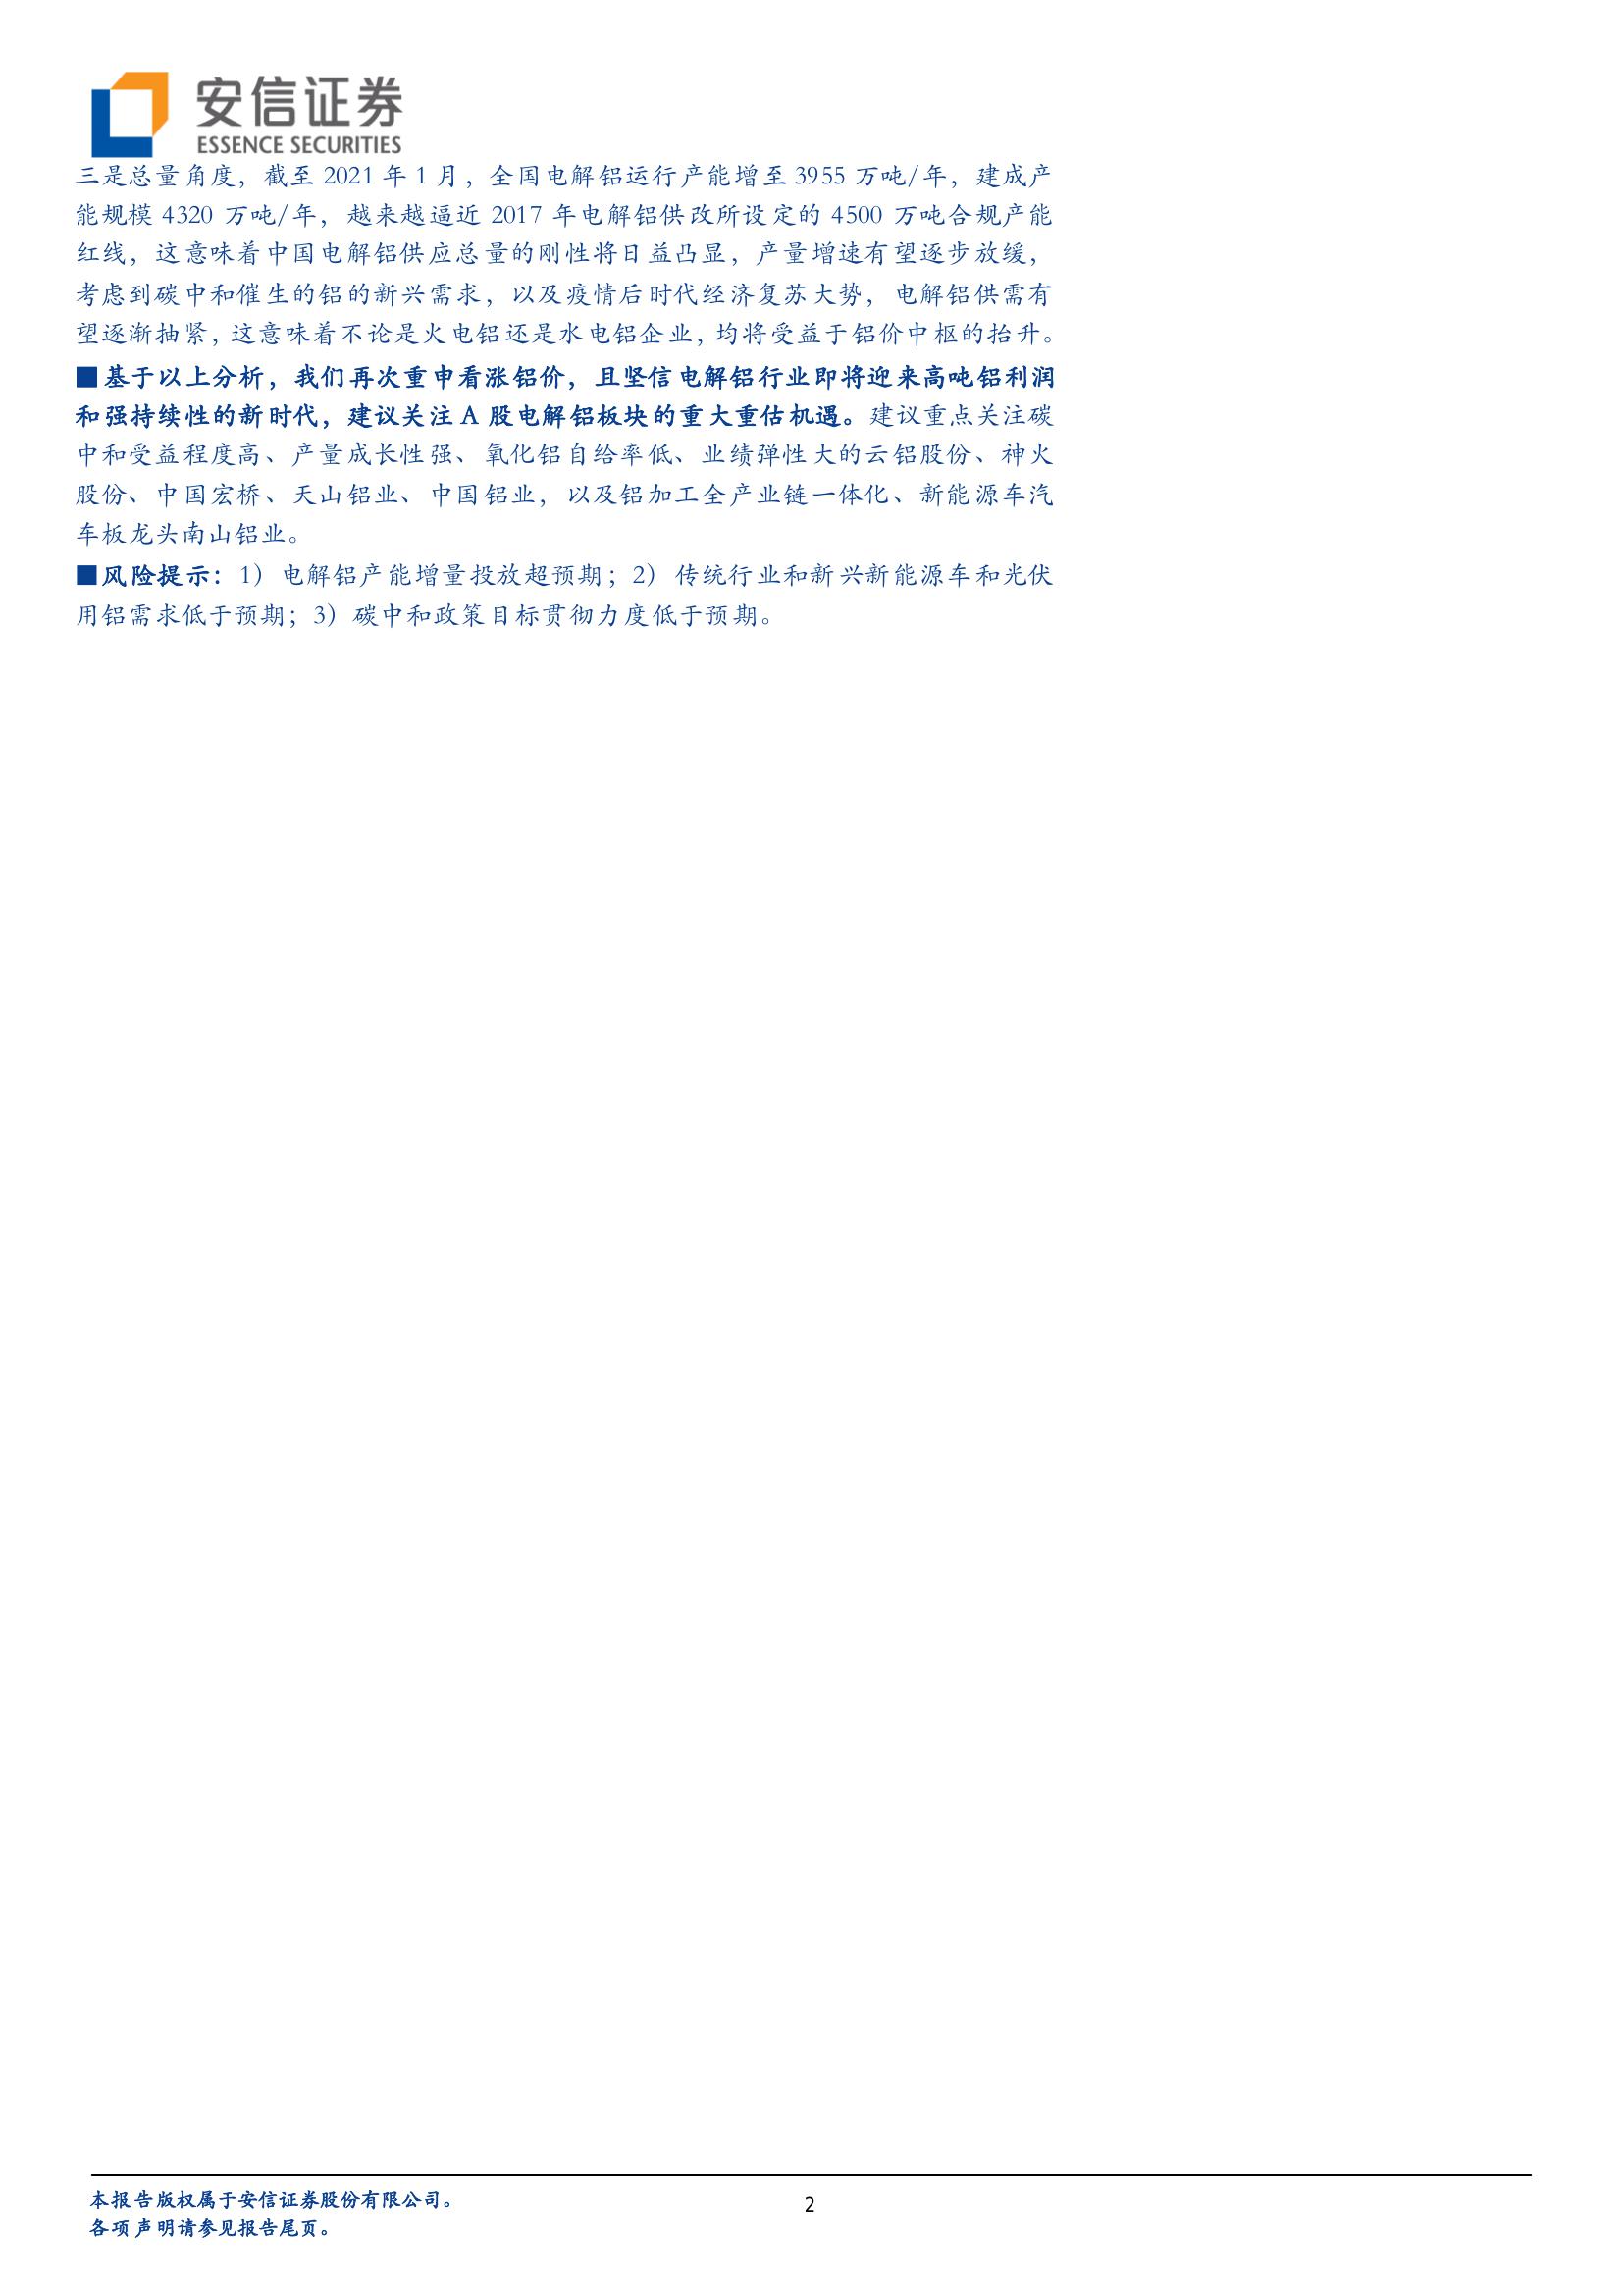 安信证券
ESSENCE SECURITIES
三是总量角度，截至 2021 年 1 月，全国电解铝运行产能增至 3955 万吨/年，建成产
能规模 4320 万吨/年，越来越逼近 2017 年电解铝供改所设定的 4500 万吨合规产能
红线，这意味着中国电解铝供应总量的刚性将日益凸显，产量增速有望逐步放缓，
考虑到碳中和催生的铝的新兴需求，以及疫情后时代经济复苏大势，电解铝供需有
望逐渐抽紧，这意味着不论是火电铝还是水电铝企业，均将受益于铝价中枢的抬升。
■基于以上分析，我们再次重申看涨铝价，且坚信电解铝行业即将迎来高吨铝利润
和强持续性的新时代，建议关注 A 股电解铝板块的重大重估机遇。建议重点关注碳
中和受益程度高、产量成长性强、氧化铝自给率低、业绩弹性大的云铝股份、神火
股份、中国宏桥、天山铝业、中国铝业，以及铝加工全产业链一体化、新能源车汽
车板龙头南山铝业。
■风险提示：1）电解铝产能增量投放超预期；2）传统行业和新兴新能源车和光伏
用铝需求低于预期；3）碳中和政策目标贯彻力度低于预期。
本报告版权属于安信证券股份有限公司。
各项声明请参见报告尾页。
2